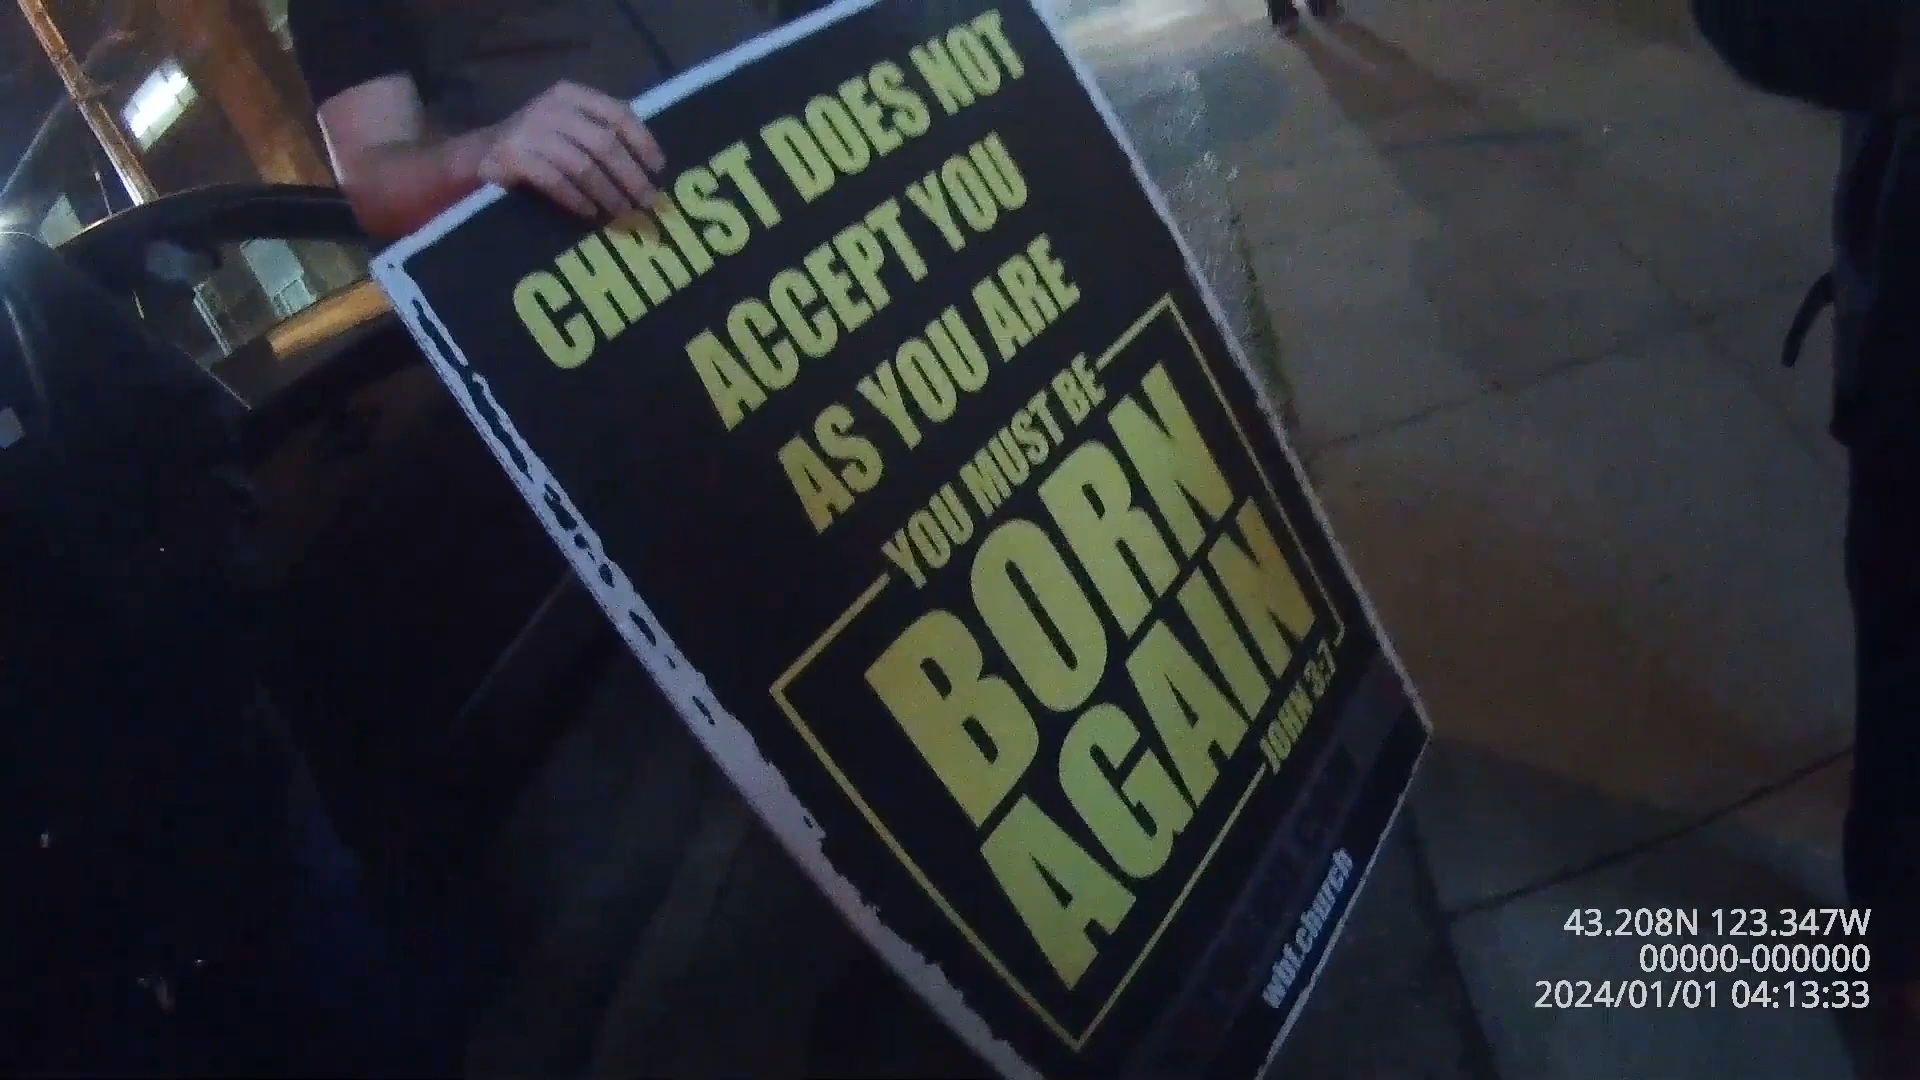 CHRIST DOES NOT
ACCEPT YOU
AS YOU ARE
YOU MUST BE
BORN
AGAIN
JOHN 3:7
wbt.church
43.208N 123.347W
00000-000000
2024/01/01 04:13:33